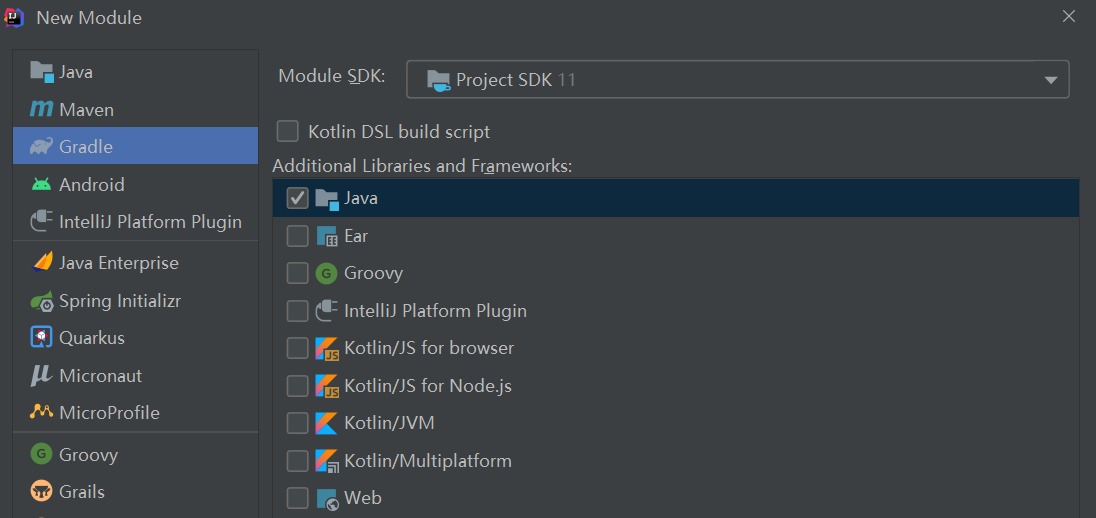 New Module
Java
Maven
Gradle
Android
IntelliJ Platform Plugin
Java Enterprise
Spring Initializr
Quarkus
Micronaut
MicroProfile
Groovy
Grails
Module SDK:
Project SDK 11
Kotlin DSL build script
Additional Libraries and Frameworks:
Java
Ear
Groovy
IntelliJ Platform Plugin
Kotlin/JS for browser
Kotlin/JS for Node.js
Kotlin/JVM
Kotlin/Multiplatform
Web